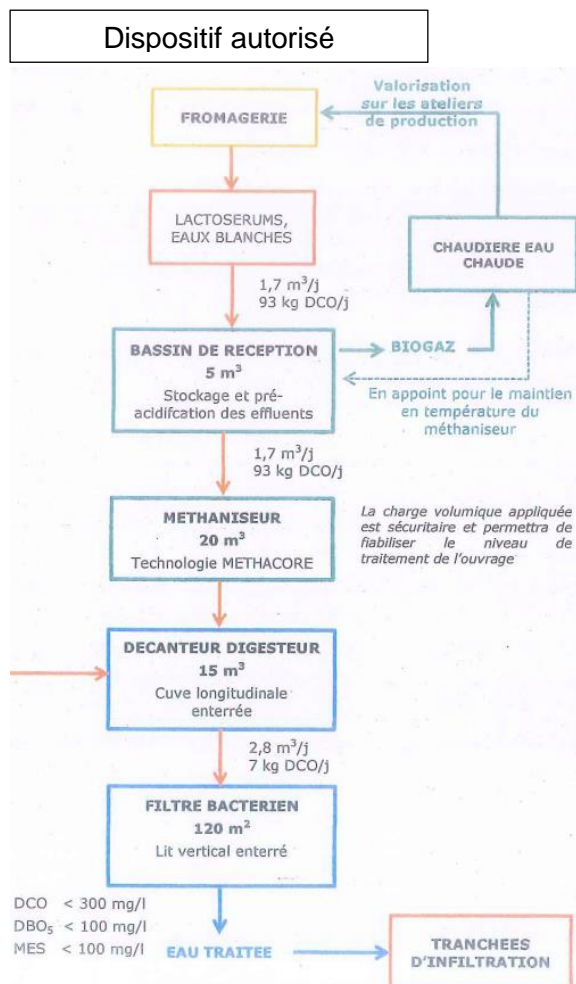 Dispositif autorisé
Valorisation
sur les ateliers
de production
FROMAGERIE
LACTOSERUMS,
EAUX BLANCHES
CHAUDIERE EAU
CHAUDE
1,7 m³/j
93 kg DCO/j
BASSIN DE RECEPTION
5 m³
Stockage et pré-
acidifcation des effluents
BIOGAZ
En appoint pour le maintien
en température du
méthaniseur
1,7 m³/j
93 kg DCO/j
METHANISEUR
20 m³
Technologie METHACORE
La charge volumique appliquée
est sécuritaire et permettra de
fiabiliser le niveau de
traitement de l'ouvrage
DECANTEUR DIGESTEUR
15 m³
Cuve longitudinale
enterrée
2,8 m³/j
7 kg DCO/j
FILTRE BACTERIEN
120 m²
Lit vertical enterré
DCO < 300 mg/l
DBO₅ < 100 mg/l
MES < 100 mg/l
EAU TRAITEE
TRANCHEES
D'INFILTRATION